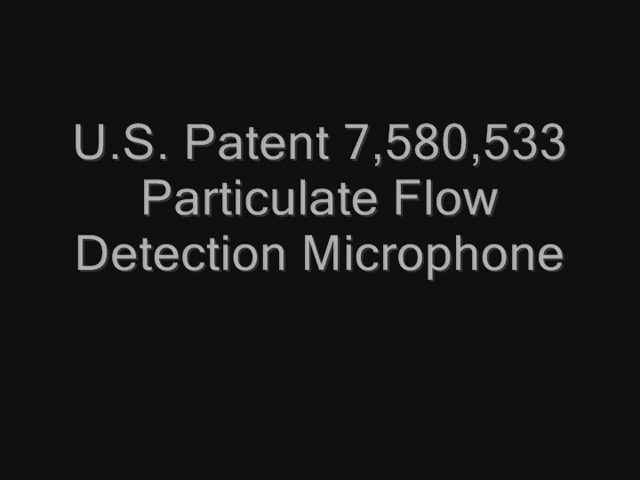 U.S. Patent 7,580,533
Particulate Flow
Detection Microphone